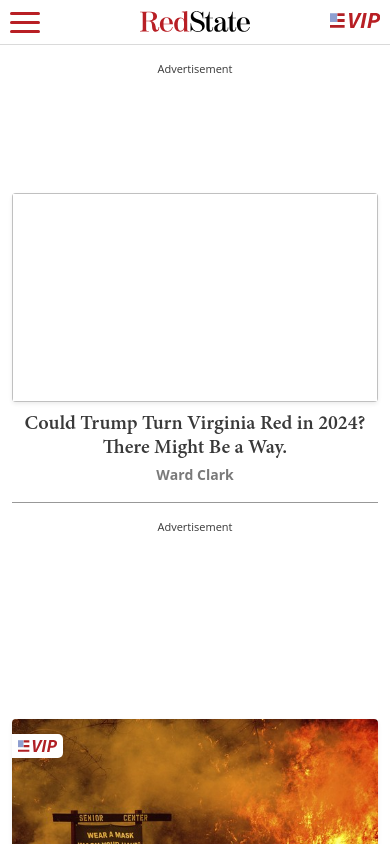 RedState
VIP
Advertisement
Could Trump Turn Virginia Red in 2024?
There Might Be a Way.
Ward Clark
Advertisement
VIP
SENIOR CENTER
WEAR A MASK